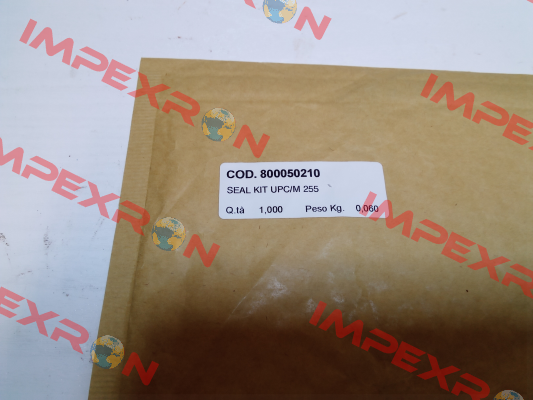 IMPEXRON
COD. 800050210
SEAL KIT UPC/M 255
Q.tà 1,000 Peso Kg. 0,060
IMPEXRON
IMPEXRON
IMPEXRON
IMPEXRON
IMPEXRON